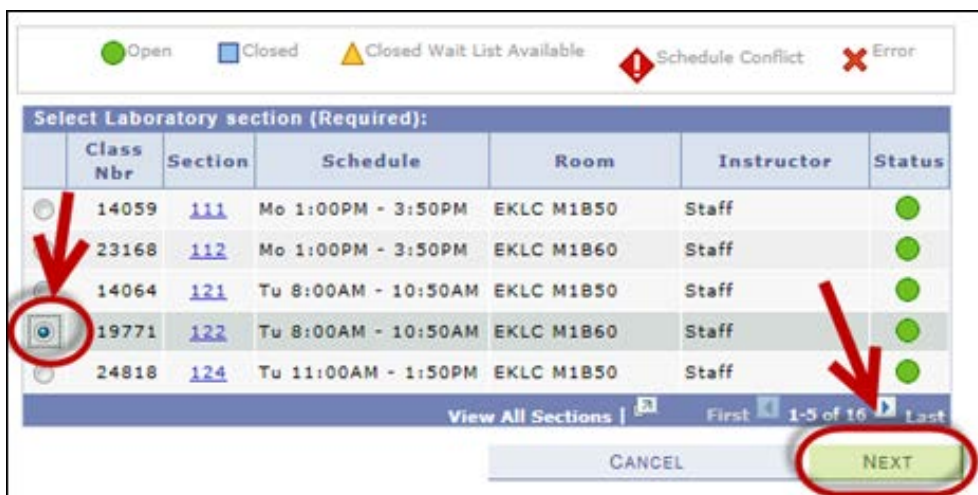 Open Closed Closed Wait List Available Schedule Conflict Error
Select Laboratory section (Required):
Class Nbr Section Schedule Room Instructor Status
14059 111 Mo 1:00PM - 3:50PM EKLC M1B50 Staff
23168 112 Mo 1:00PM - 3:50PM EKLC M1B60 Staff
14064 121 Tu 8:00AM - 10:50AM EKLC M1B50 Staff
19771 122 Tu 8:00AM - 10:50AM EKLC M1B60 Staff
24818 124 Tu 11:00AM - 1:50PM EKLC M1B50 Staff
View All Sections | First 1-5 of 16 Last
CANCEL NEXT